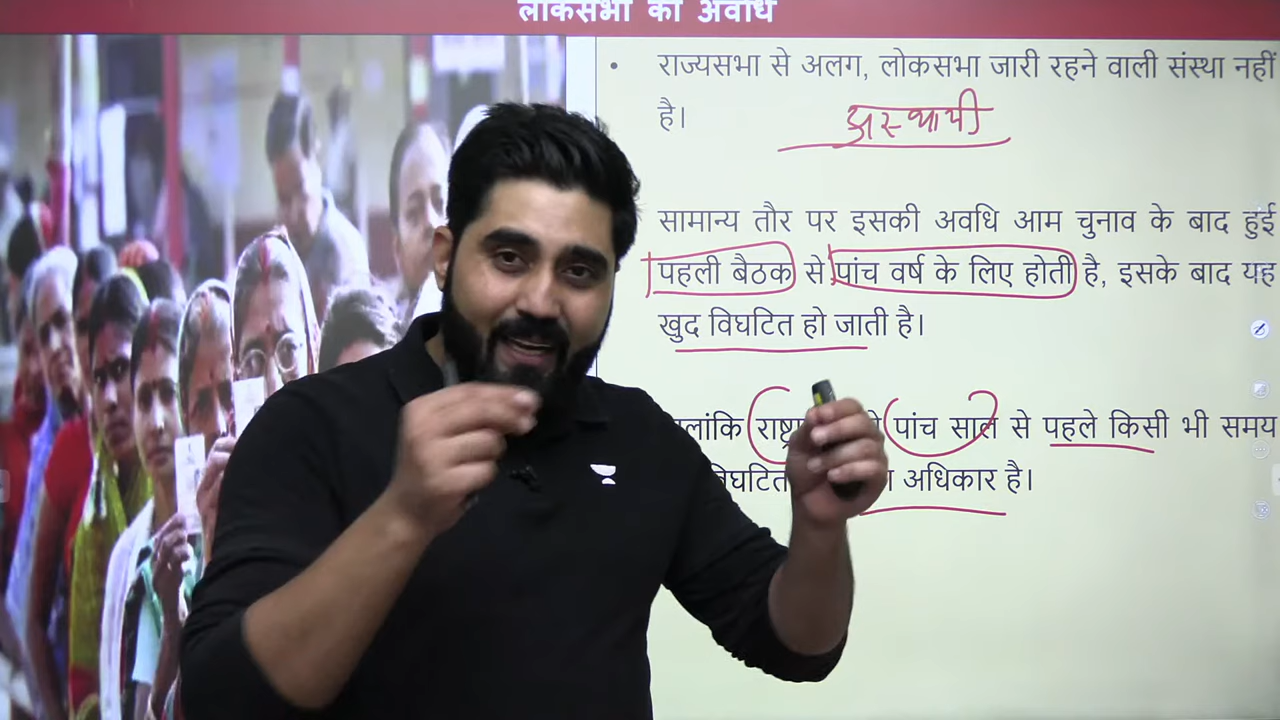 लोकसभा की अवधि
• राज्यसभा से अलग, लोकसभा जारी रहने वाली संस्था नहीं
है।
अस्थायी
सामान्य तौर पर इसकी अवधि आम चुनाव के बाद हुई
पहली बैठक से पांच वर्ष के लिए होती है, इसके बाद यह
खुद विघटित हो जाती है।
पांच साल से पहले किसी भी समय
अधिकार है।